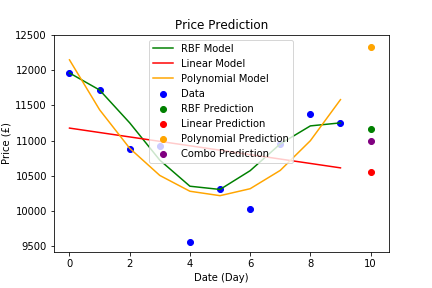 Price Prediction
12500
12000
11500
11000
10500
10000
9500
Price (£)
RBF Model
Linear Model
Polynomial Model
Data
RBF Prediction
Linear Prediction
Polynomial Prediction
Combo Prediction
0 2 4 6 8 10
Date (Day)